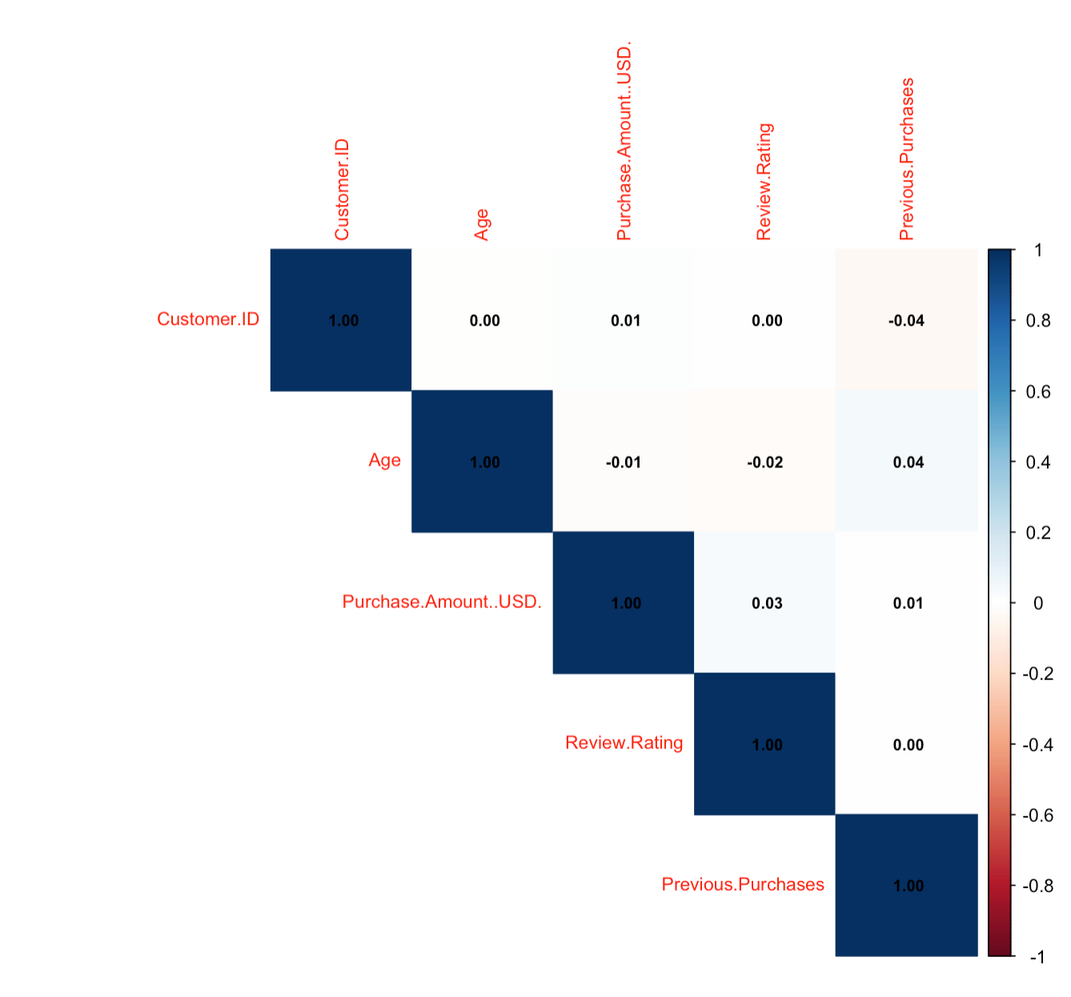 Customer.ID
Age
Purchase.Amount..USD.
Review.Rating
Previous.Purchases
Customer.ID 1.00 0.00 0.01 0.00 -0.04
Age 1.00 -0.01 -0.02 0.04
Purchase.Amount..USD. 1.00 0.03 0.01
Review.Rating 1.00 0.00
Previous.Purchases 1.00
1
0.8
0.6
0.4
0.2
0
-0.2
-0.4
-0.6
-0.8
-1